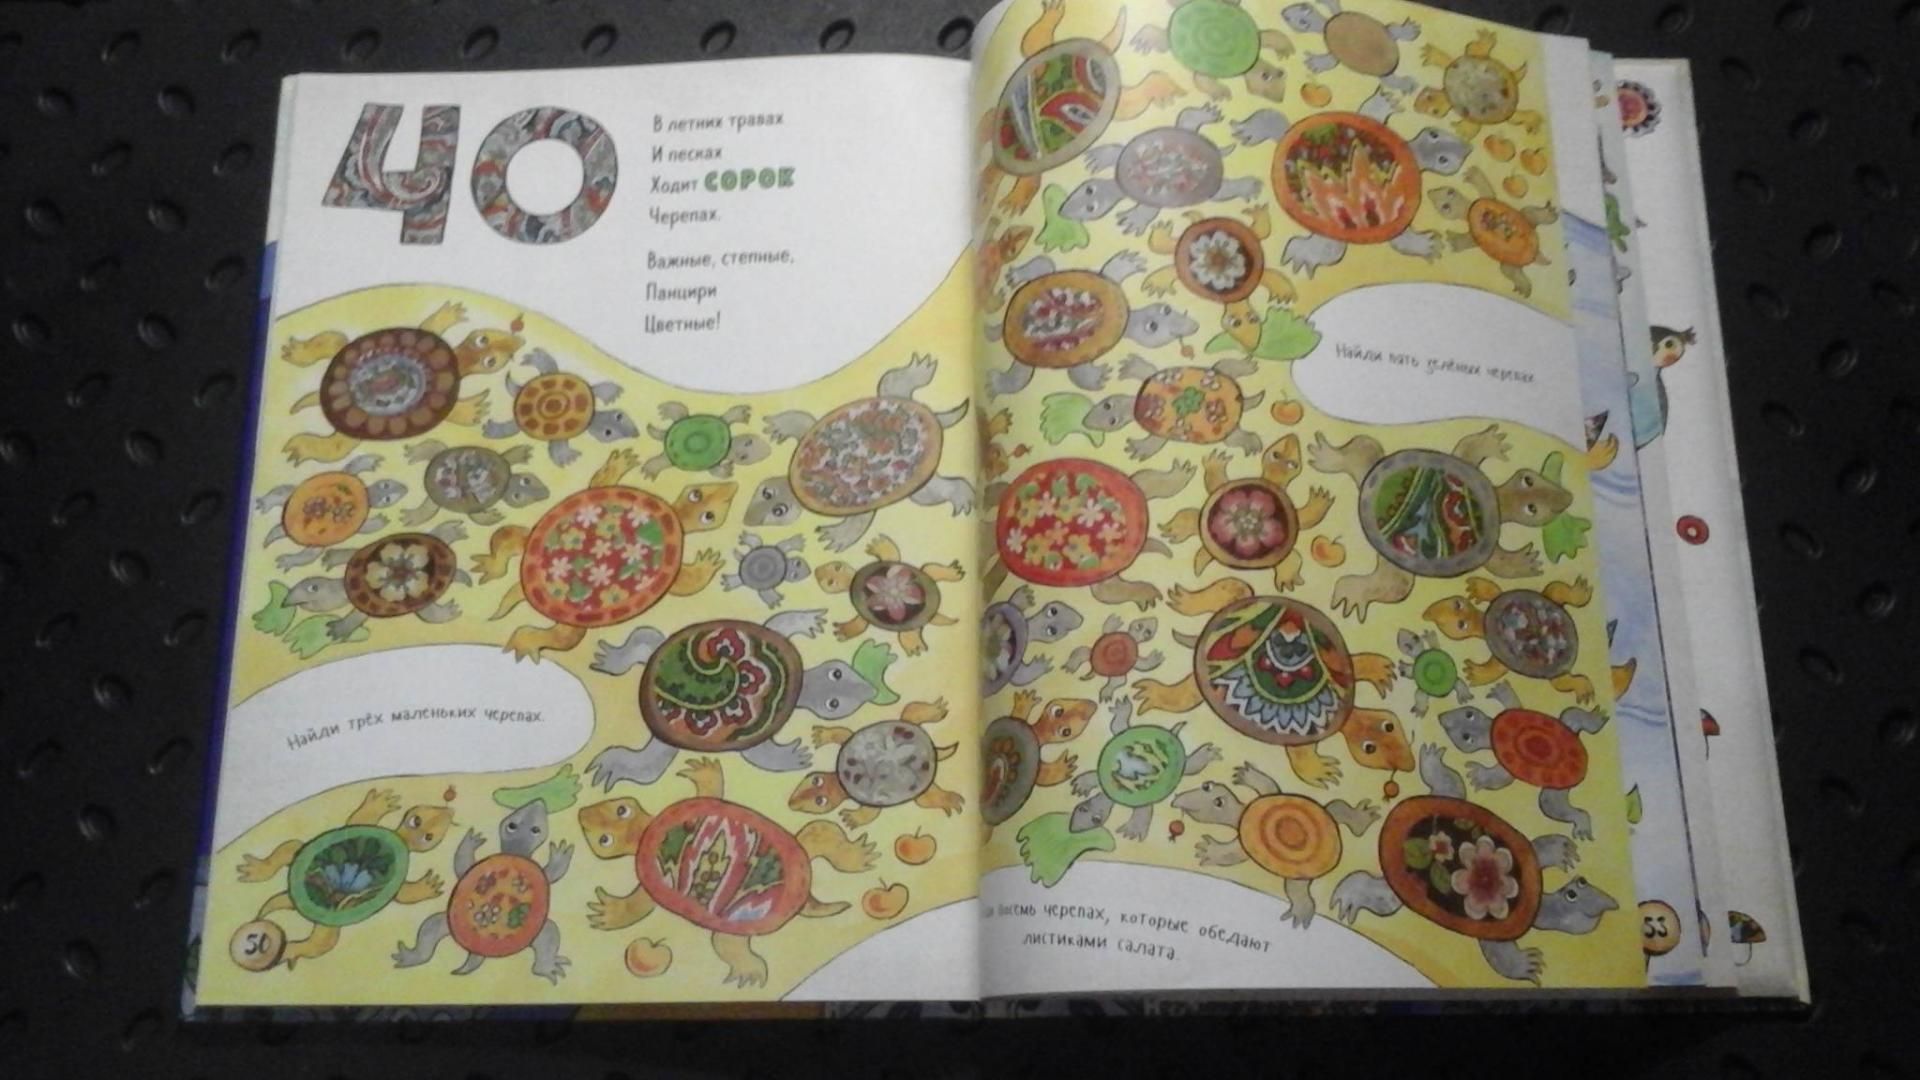 40
В летних травах
И песках
Ходит СОРОК
Черепах.
Важные, степные,
Панцири
Цветные!
Найди трёх маленьких черепах.
50
Найди пять зелёных черепах
восемь черепах, которые обедают
листиками салата.
53